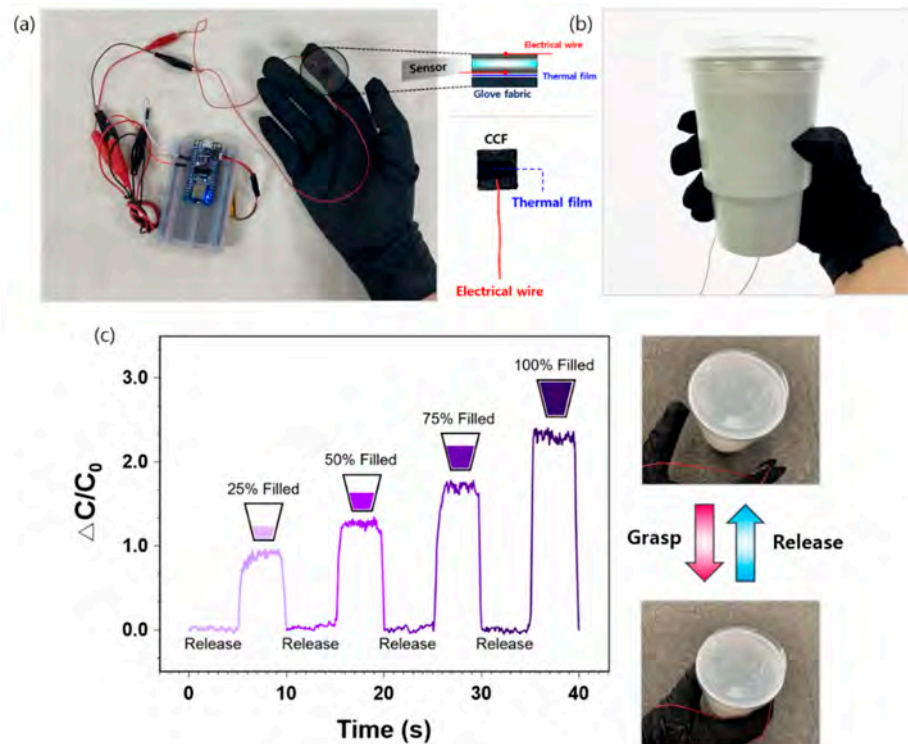 (a)
Electrical wire
Sensor
Thermal film
Glove fabric
CCF
Thermal film
Electrical wire
(b)
(c)
△C/C₀
3.0
2.0
1.0
0.0
25% Filled
50% Filled
75% Filled
100% Filled
Release
Release
Release
Release
0
10
20
30
40
Time (s)
Grasp
Release